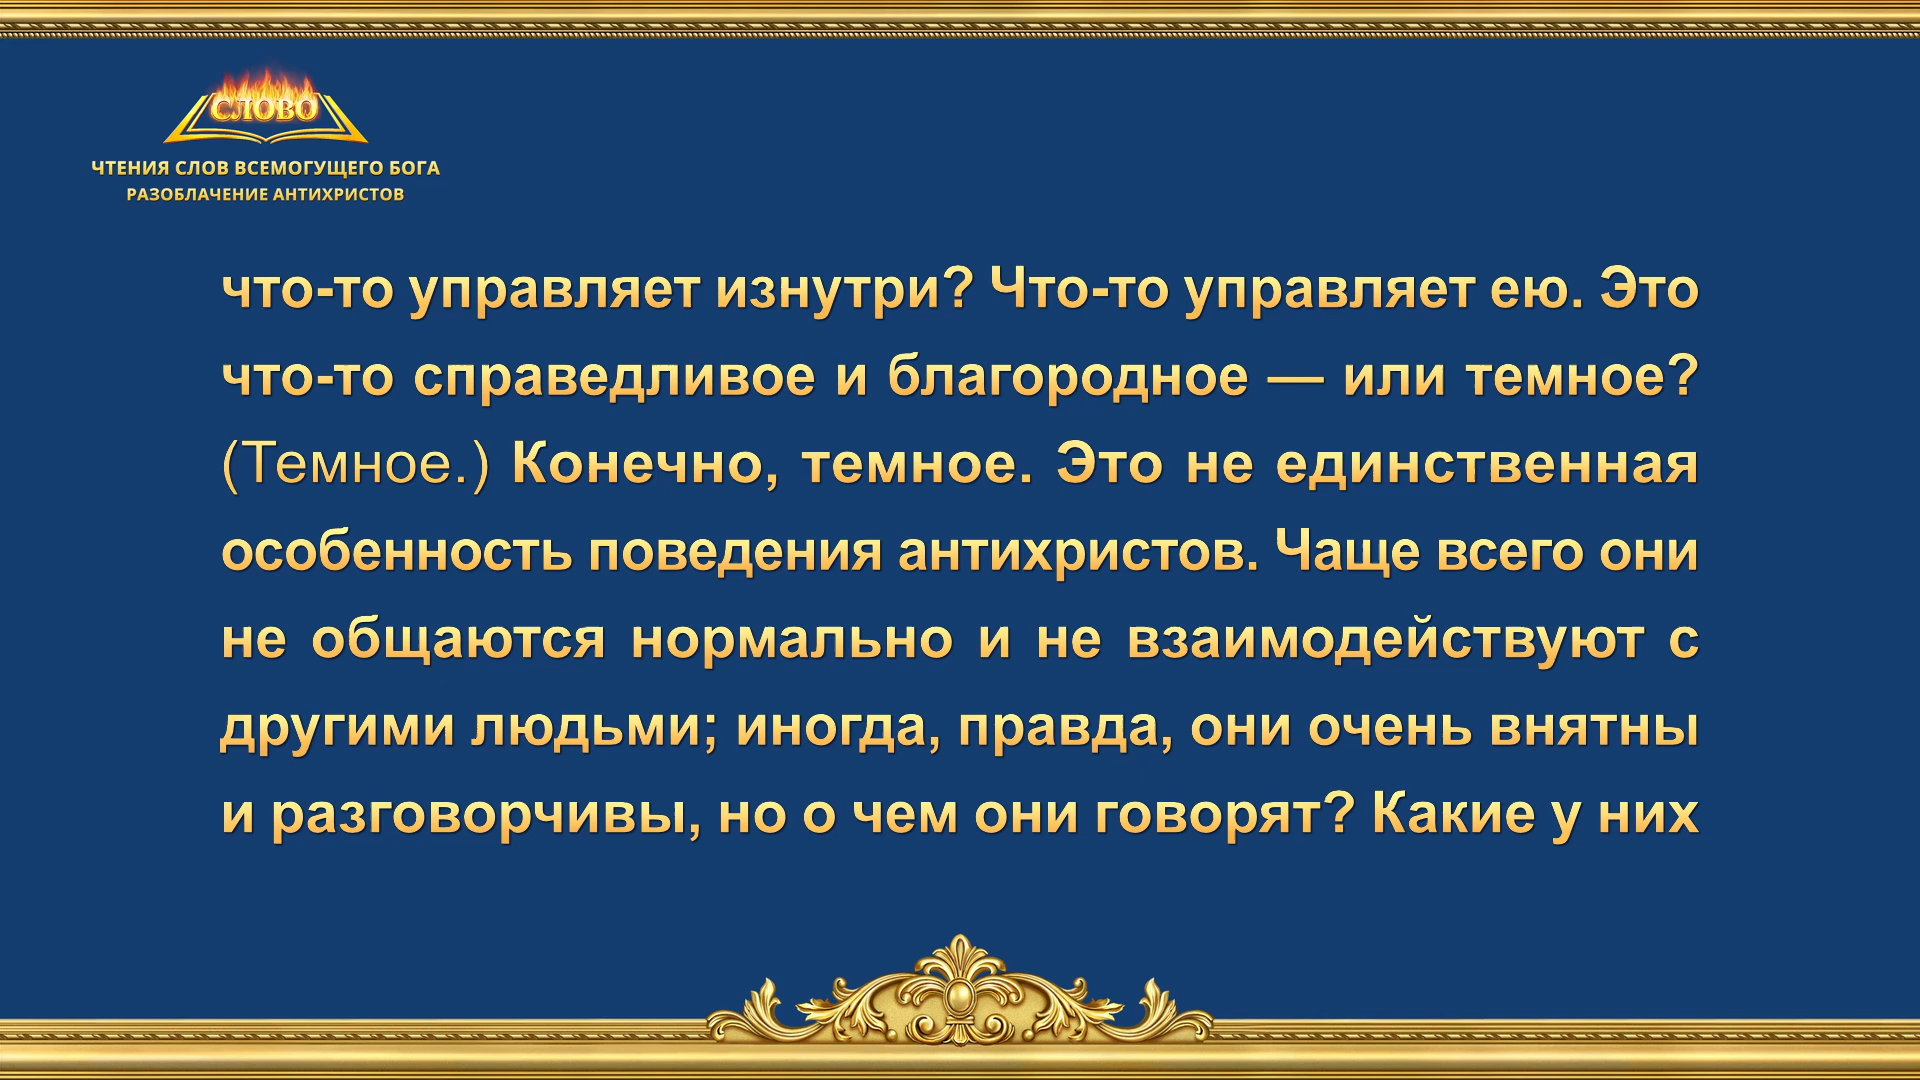 СЛОВО
ЧТЕНИЯ СЛОВ ВСЕМОГУЩЕГО БОГА
РАЗОБЛАЧЕНИЕ АНТИХРИСТОВ
что-то управляет изнутри? Что-то управляет ею. Это
что-то справедливое и благородное — или темное?
(Темное.) Конечно, темное. Это не единственная
особенность поведения антихристов. Чаще всего они
не общаются нормально и не взаимодействуют с
другими людьми; иногда, правда, они очень внятны
и разговорчивы, но о чем они говорят? Какие у них